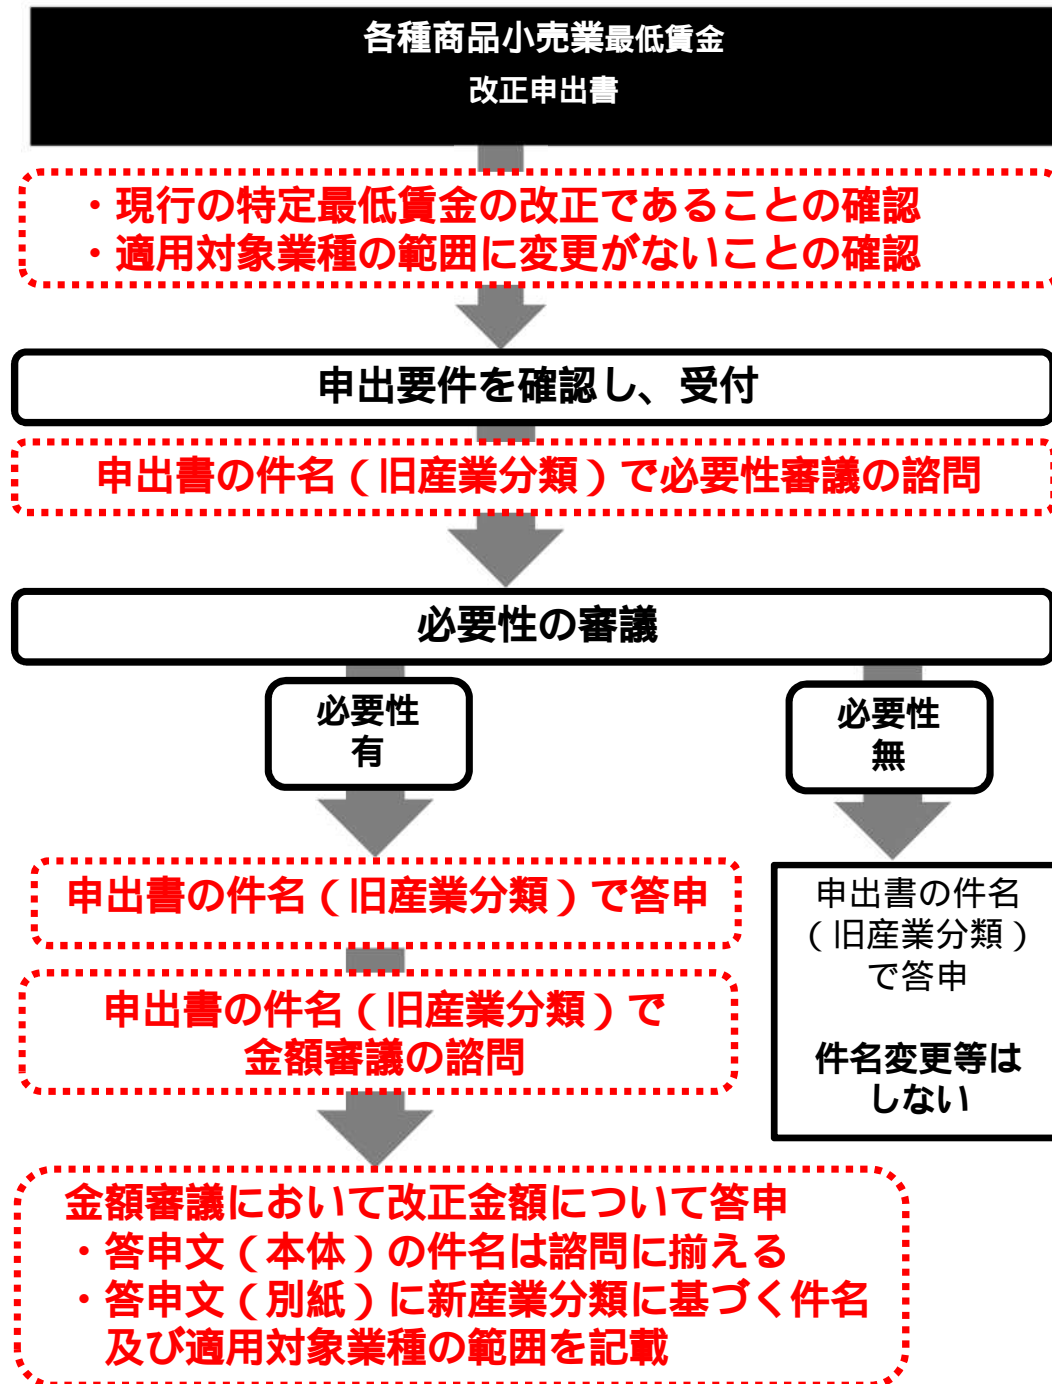 各種商品小売業最低賃金
改正申出書
・現行の特定最低賃金の改正であることの確認
・適用対象業種の範囲に変更がないことの確認
申出要件を確認し、受付
申出書の件名（旧産業分類）で必要性審議の諮問
必要性の審議
必要性
有
必要性
無
申出書の件名（旧産業分類）で答申
申出書の件名（旧産業分類）で
金額審議の諮問
申出書の件名
（旧産業分類）
で答申
件名変更等は
しない
金額審議において改正金額について答申
・答申文（本体）の件名は諮問に揃える
・答申文（別紙）に新産業分類に基づく件名
及び適用対象業種の範囲を記載